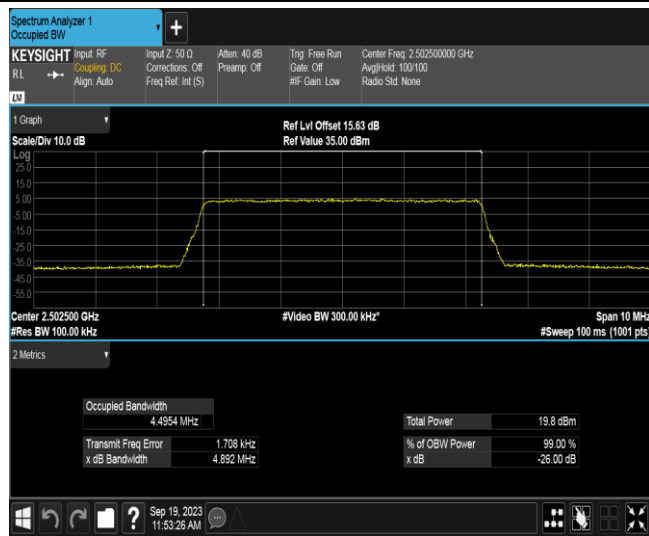 Spectrum Analyzer 1
Occupied BW
+
KEYSIGHT
RL
LXI
Input: RF
Coupling: DC
Align: Auto
Input Z: 50 Ω
Corrections: Off
Freq Ref: Int (S)
Atten: 40 dB
Preamp: Off
Trig: Free Run
Gate: Off
#IF Gain: Low
Center Freq: 2.502500000 GHz
Avg|Hold: 100/100
Radio Std: None
1 Graph
Scale/Div 10.0 dB
Ref Lvl Offset 15.63 dB
Ref Value 35.00 dBm
Log
25.0
15.0
5.00
-5.00
-15.0
-25.0
-35.0
-45.0
-55.0
Center 2.502500 GHz
#Res BW 100.00 kHz
#Video BW 300.00 kHz*
Span 10 MHz
#Sweep 100 ms (1001 pts)
2 Metrics
Occupied Bandwidth
4.4954 MHz
Transmit Freq Error 1.708 kHz
x dB Bandwidth 4.892 MHz
Total Power 19.8 dBm
% of OBW Power 99.00 %
x dB -26.00 dB
?
Sep 19, 2023
11:53:26 AM